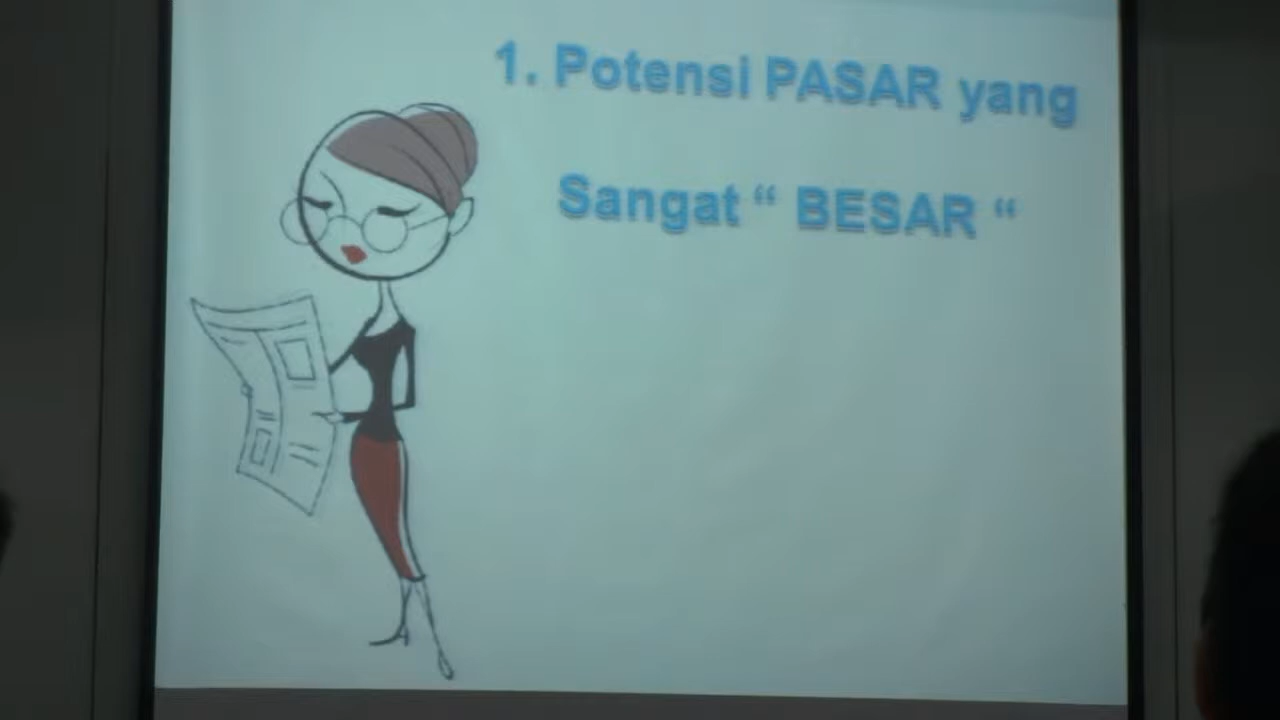 1. Potensi PASAR yang
Sangat “ BESAR “